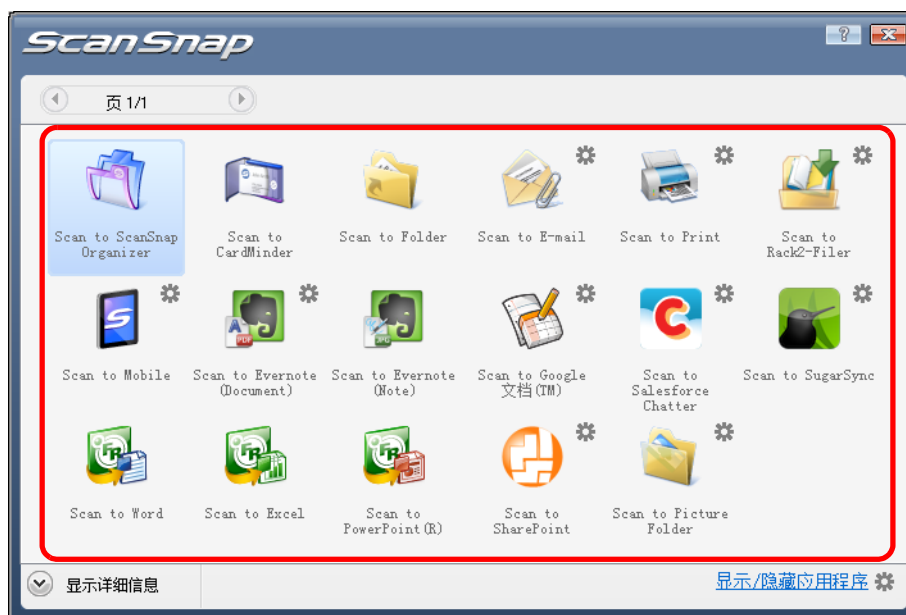 ScanSnap
?
页 1/1
Scan to ScanSnap
Organizer
Scan to
CardMinder
Scan to Folder
Scan to E-mail
Scan to Print
Scan to
Rack2-Filer
Scan to Mobile
Scan to Evernote
(Document)
Scan to Evernote
(Note)
Scan to Google
文档(TM)
Scan to
Salesforce
Chatter
Scan to SugarSync
Scan to Word
Scan to Excel
Scan to
PowerPoint(R)
Scan to
SharePoint
Scan to Picture
Folder
显示详细信息
显示/隐藏应用程序